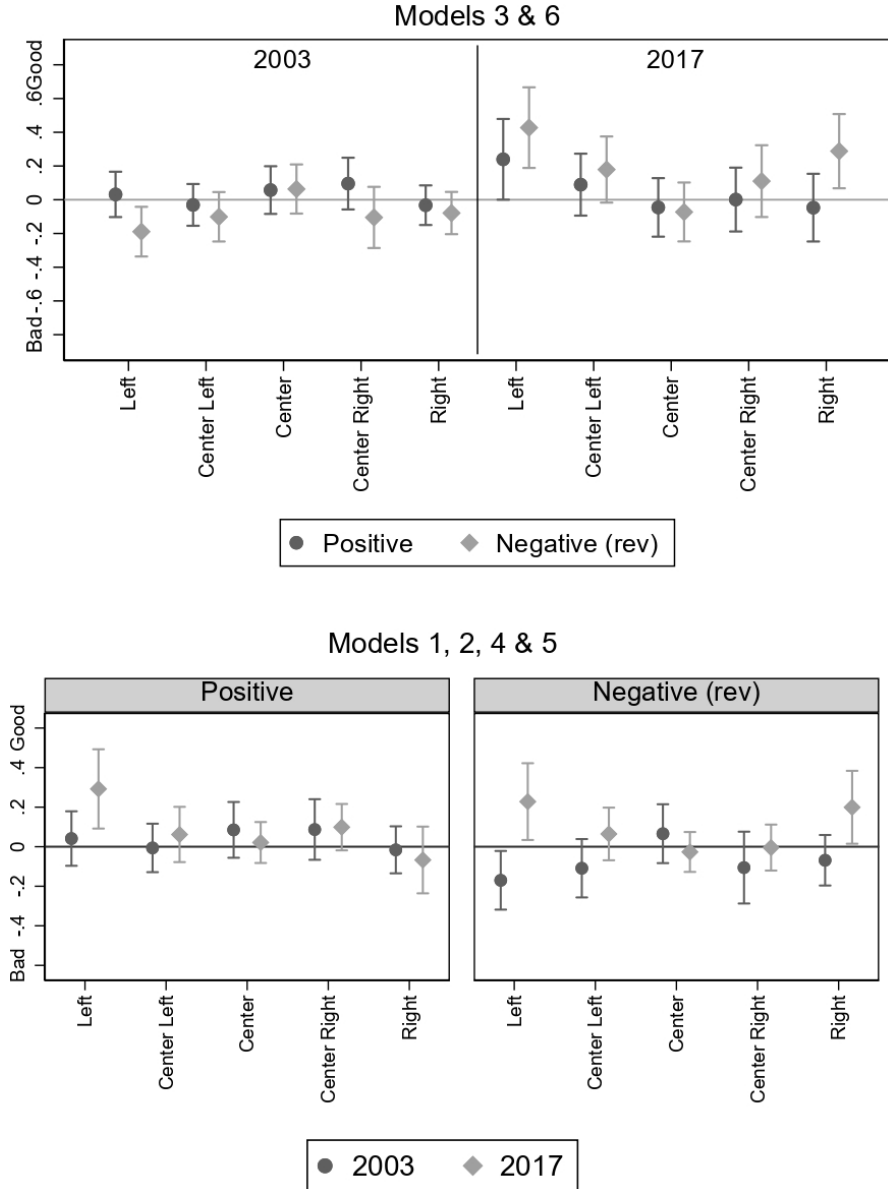 Models 3 & 6
2003 2017
Bad -.6 -.4 -.2 0 .2 .4 .6Good
Left Center Left Center Center Right Right Left Center Left Center Center Right Right
Positive Negative (rev)
Models 1, 2, 4 & 5
Positive Negative (rev)
Bad -.4 -.2 0 .2 .4 Good
Left Center Left Center Center Right Right Left Center Left Center Center Right Right
2003 2017